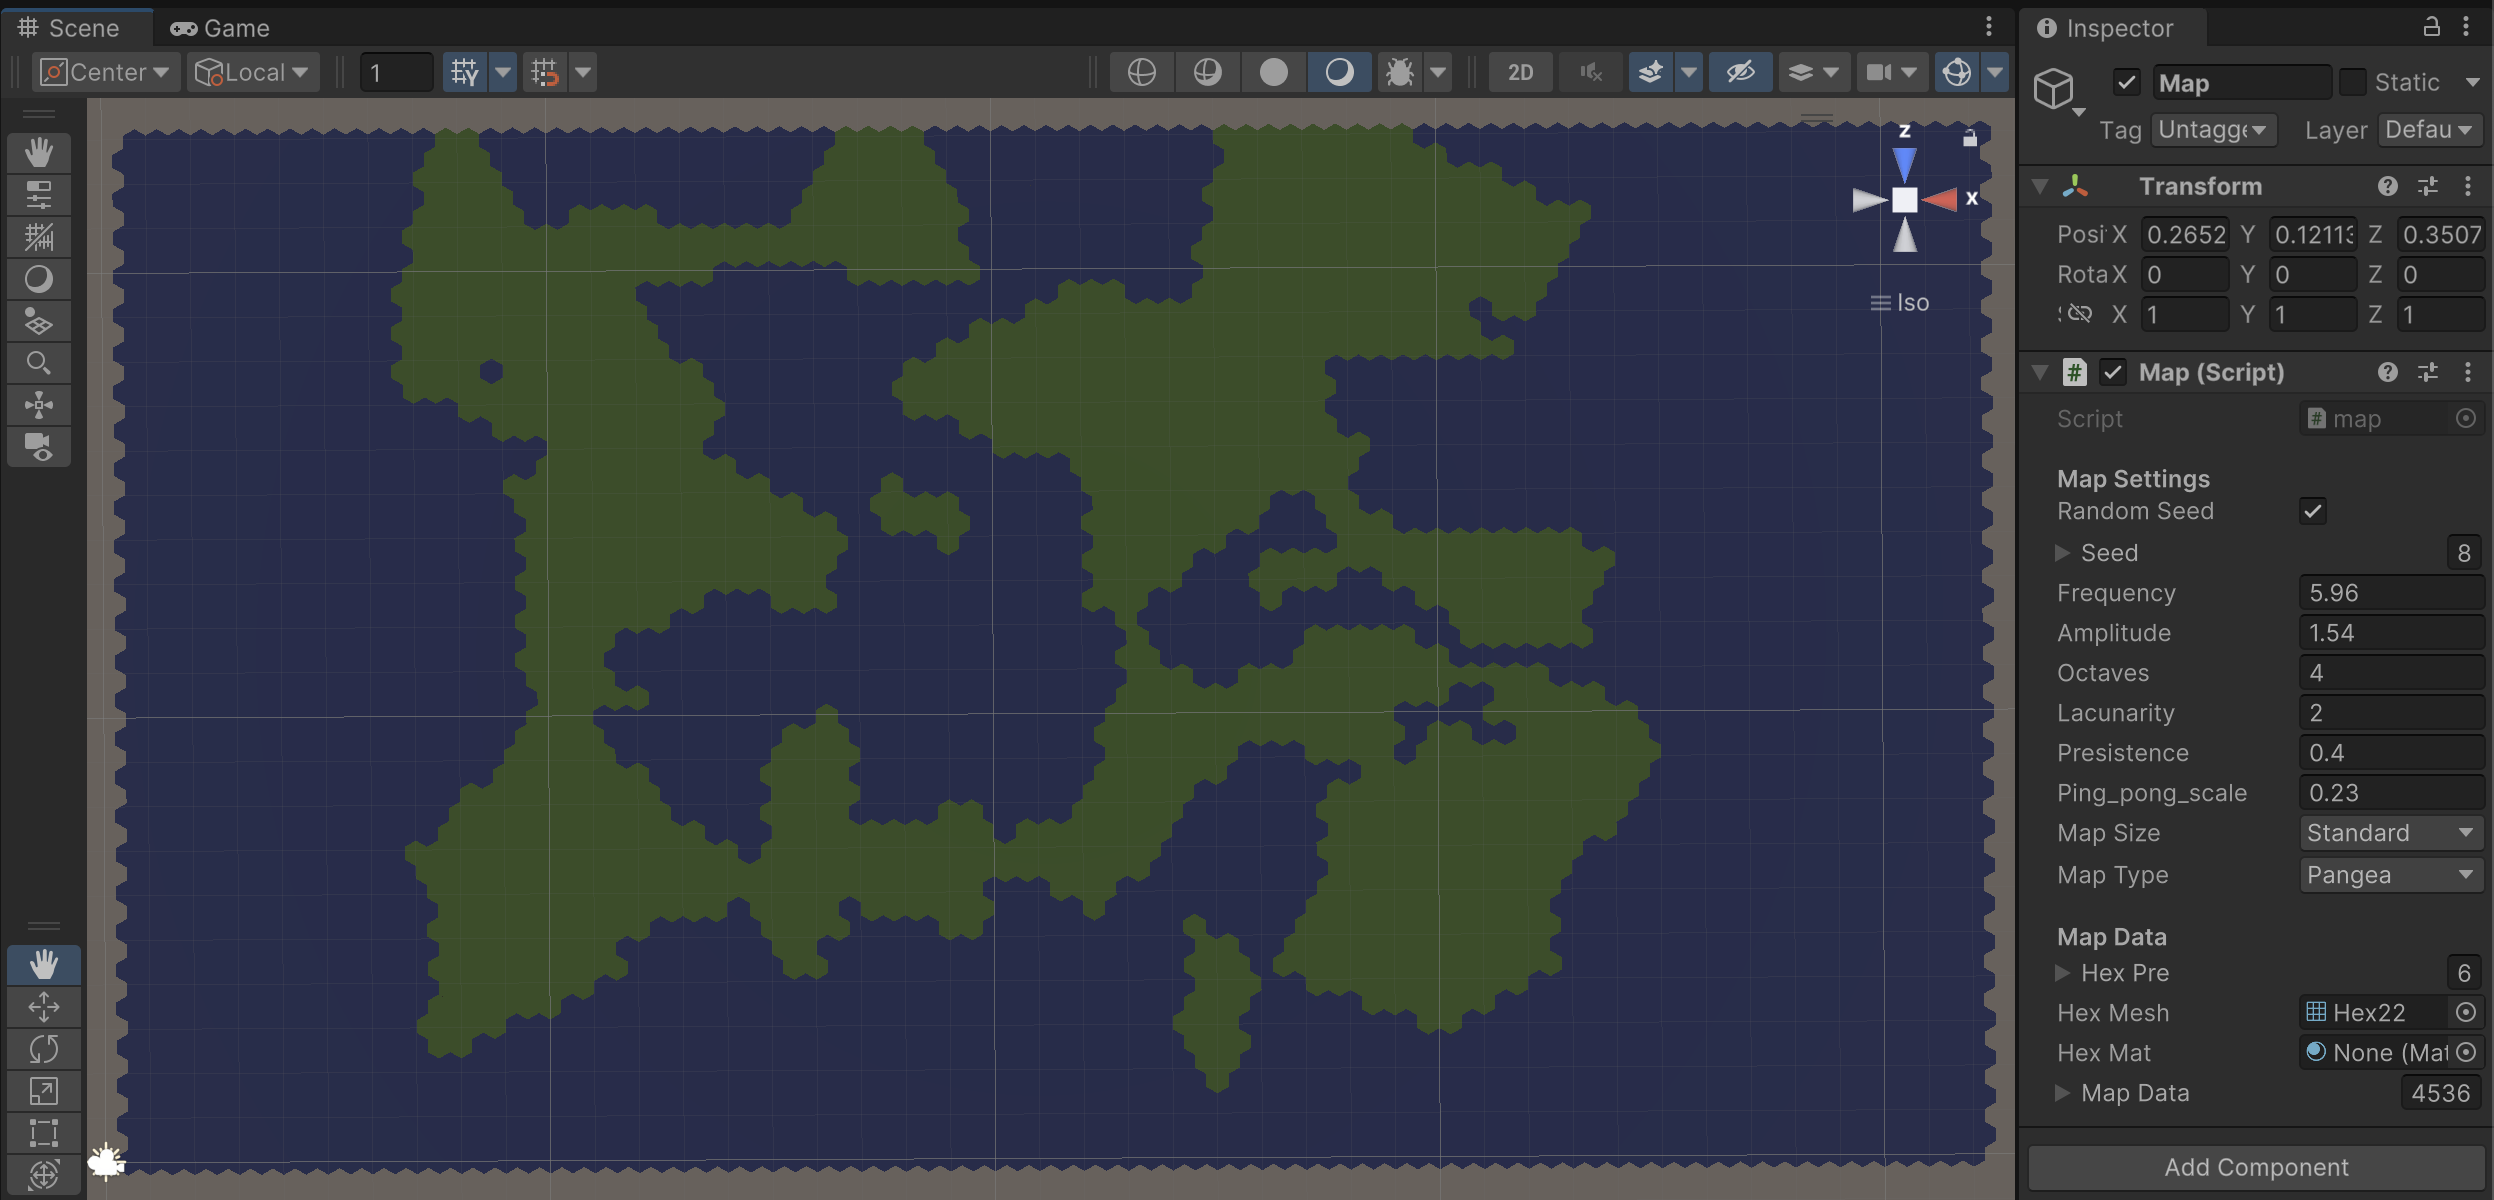 Scene
Game
Center
Local
1
2D
z
x
Iso
Inspector
Map
Static
Tag
Untagge
Layer
Defau
Transform
Posi X 0.2652 Y 0.1211 Z 0.3507
Rota X 0 Y 0 Z 0
X 1 Y 1 Z 1
# Map (Script)
Script # map
Map Settings
Random Seed
Seed 8
Frequency 5.96
Amplitude 1.54
Octaves 4
Lacunarity 2
Presistence 0.4
Ping_pong_scale 0.23
Map Size Standard
Map Type Pangea
Map Data
Hex Pre 6
Hex Mesh Hex22
Hex Mat None (Mat
Map Data 4536
Add Component